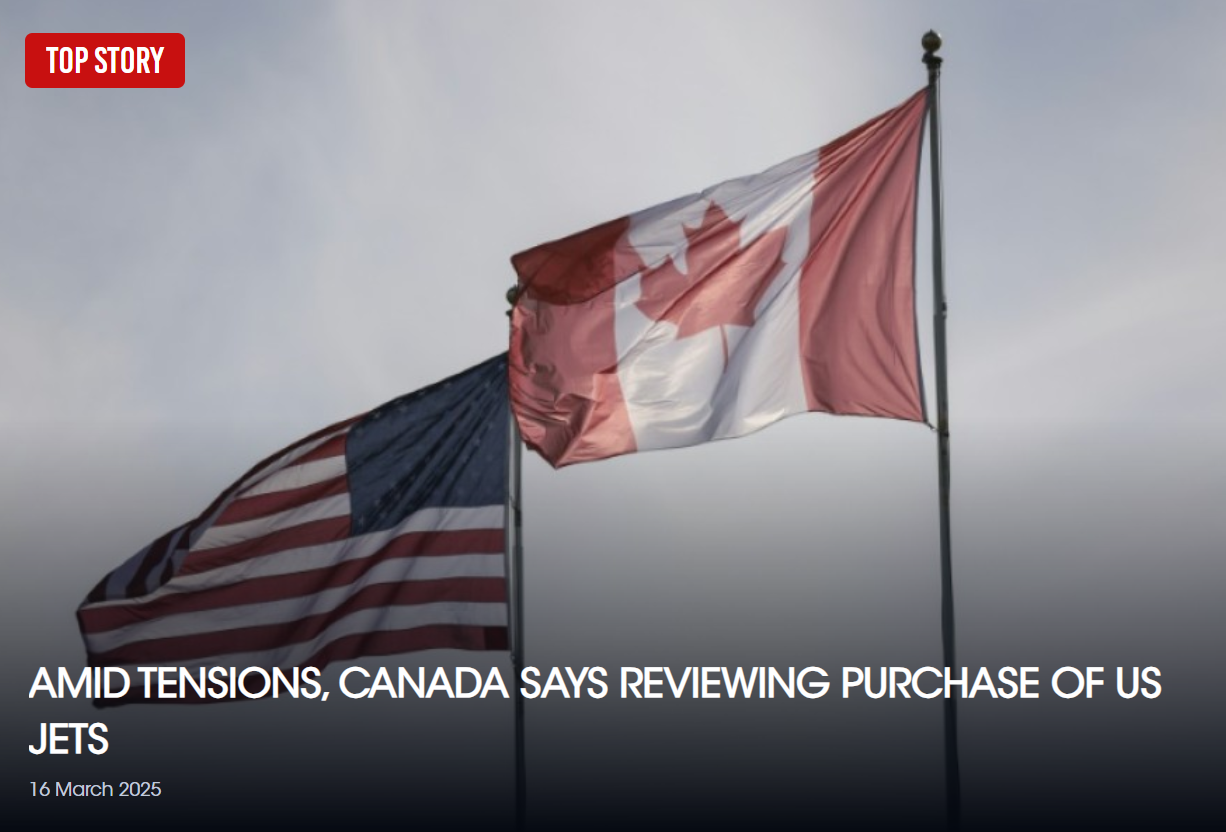 TOP STORY
AMID TENSIONS, CANADA SAYS REVIEWING PURCHASE OF US
JETS
16 March 2025